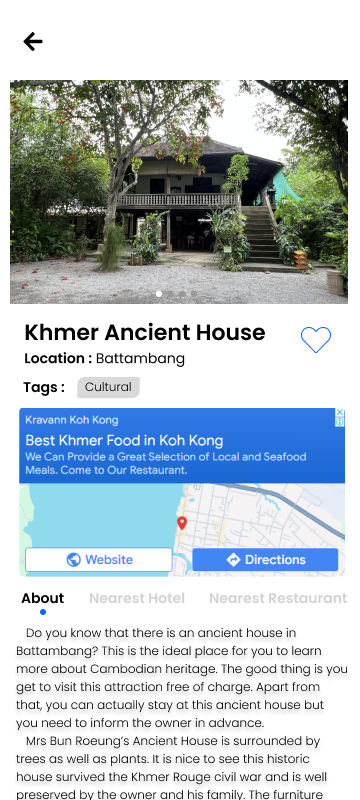 Khmer Ancient House
Location : Battambang
Tags : Cultural
Kravann Koh Kong
Best Khmer Food in Koh Kong
We Can Provide a Great Selection of Local and Seafood
Meals. Come to Our Restaurant.
Website
Directions
About Nearest Hotel Nearest Restaurant
Do you know that there is an ancient house in
Battambang? This is the ideal place for you to learn
more about Cambodian heritage. The good thing is you
get to visit this attraction free of charge. Apart from
that, you can actually stay at this ancient house but
you need to inform the owner in advance.
Mrs Bun Roeung’s Ancient House is surrounded by
trees as well as plants. It is nice to see this historic
house survived the Khmer Rouge civil war and is well
preserved by the owner and his family. The furniture